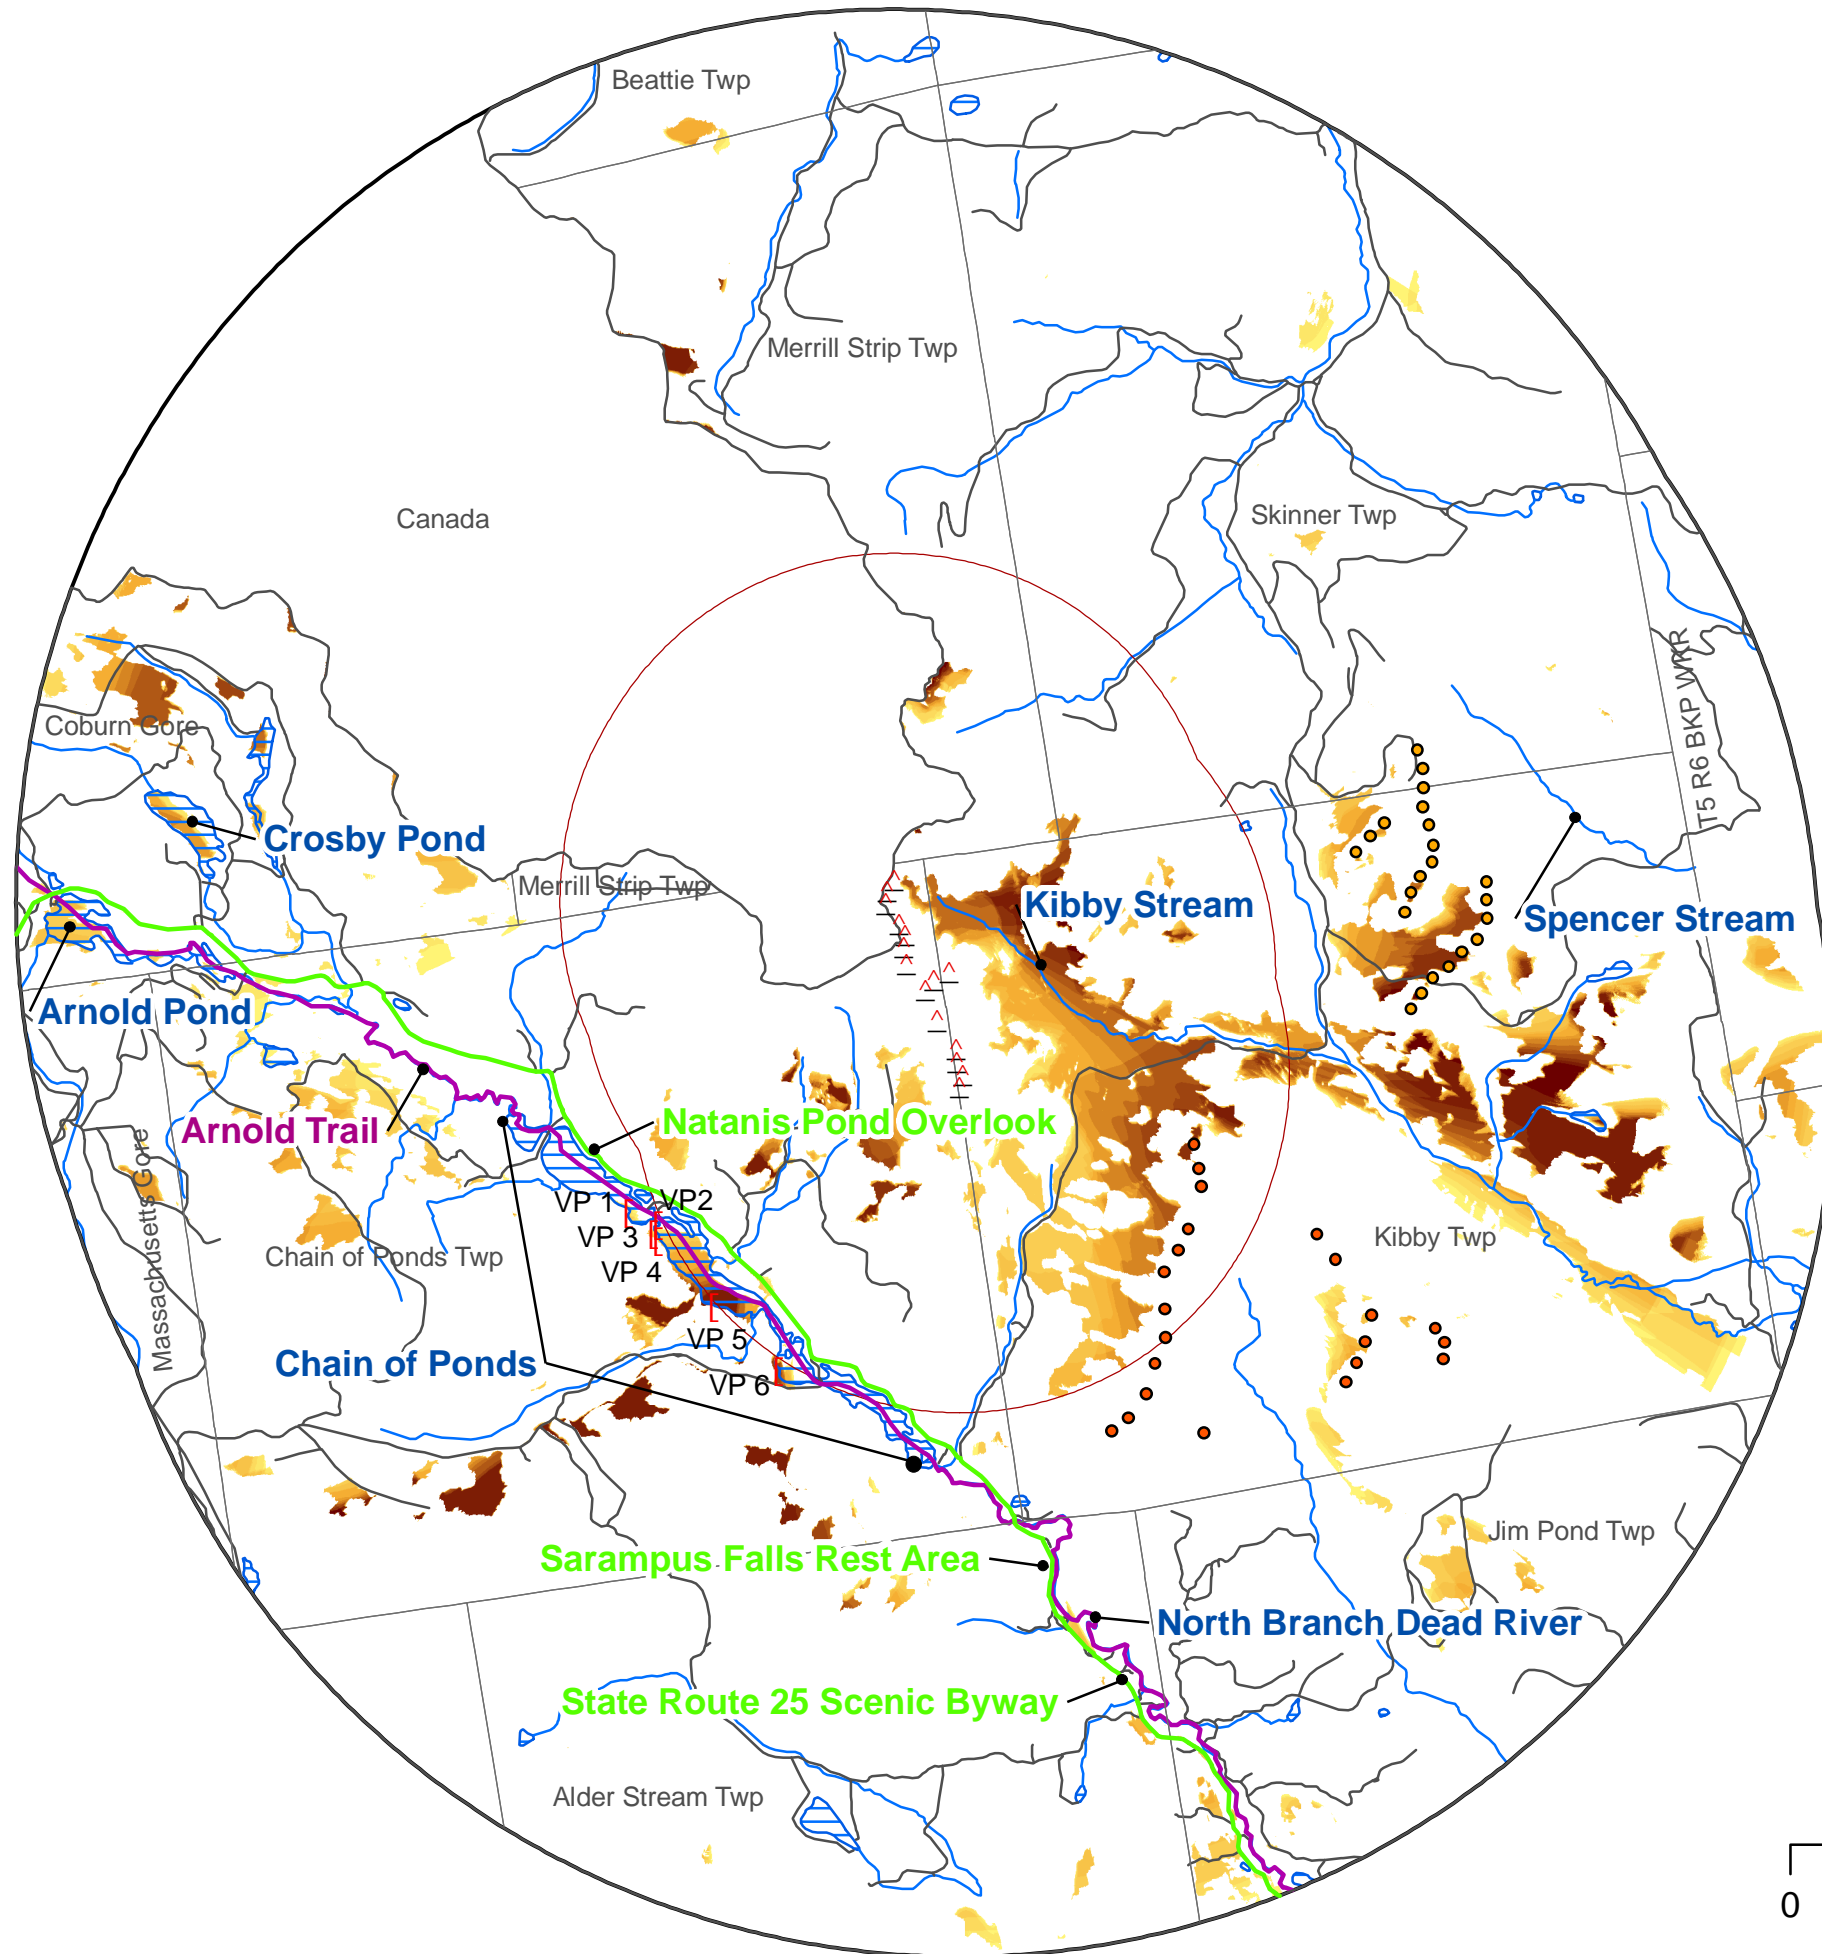 Beattie Twp
Merrill Strip Twp
Canada
Skinner Twp
T5 R6 BKP WKR
Coburn Gore
Crosby Pond
Merrill Strip Twp
Kibby Stream
Spencer Stream
Arnold Pond
Arnold Trail
Natanis Pond Overlook
Massachusetts Gore
VP 1
VP2
VP 3
Kibby Twp
Chain of Ponds Twp
VP 4
VP 5
Chain of Ponds
VP 6
Jim Pond Twp
Sarampus Falls Rest Area
North Branch Dead River
State Route 25 Scenic Byway
Alder Stream Twp
0